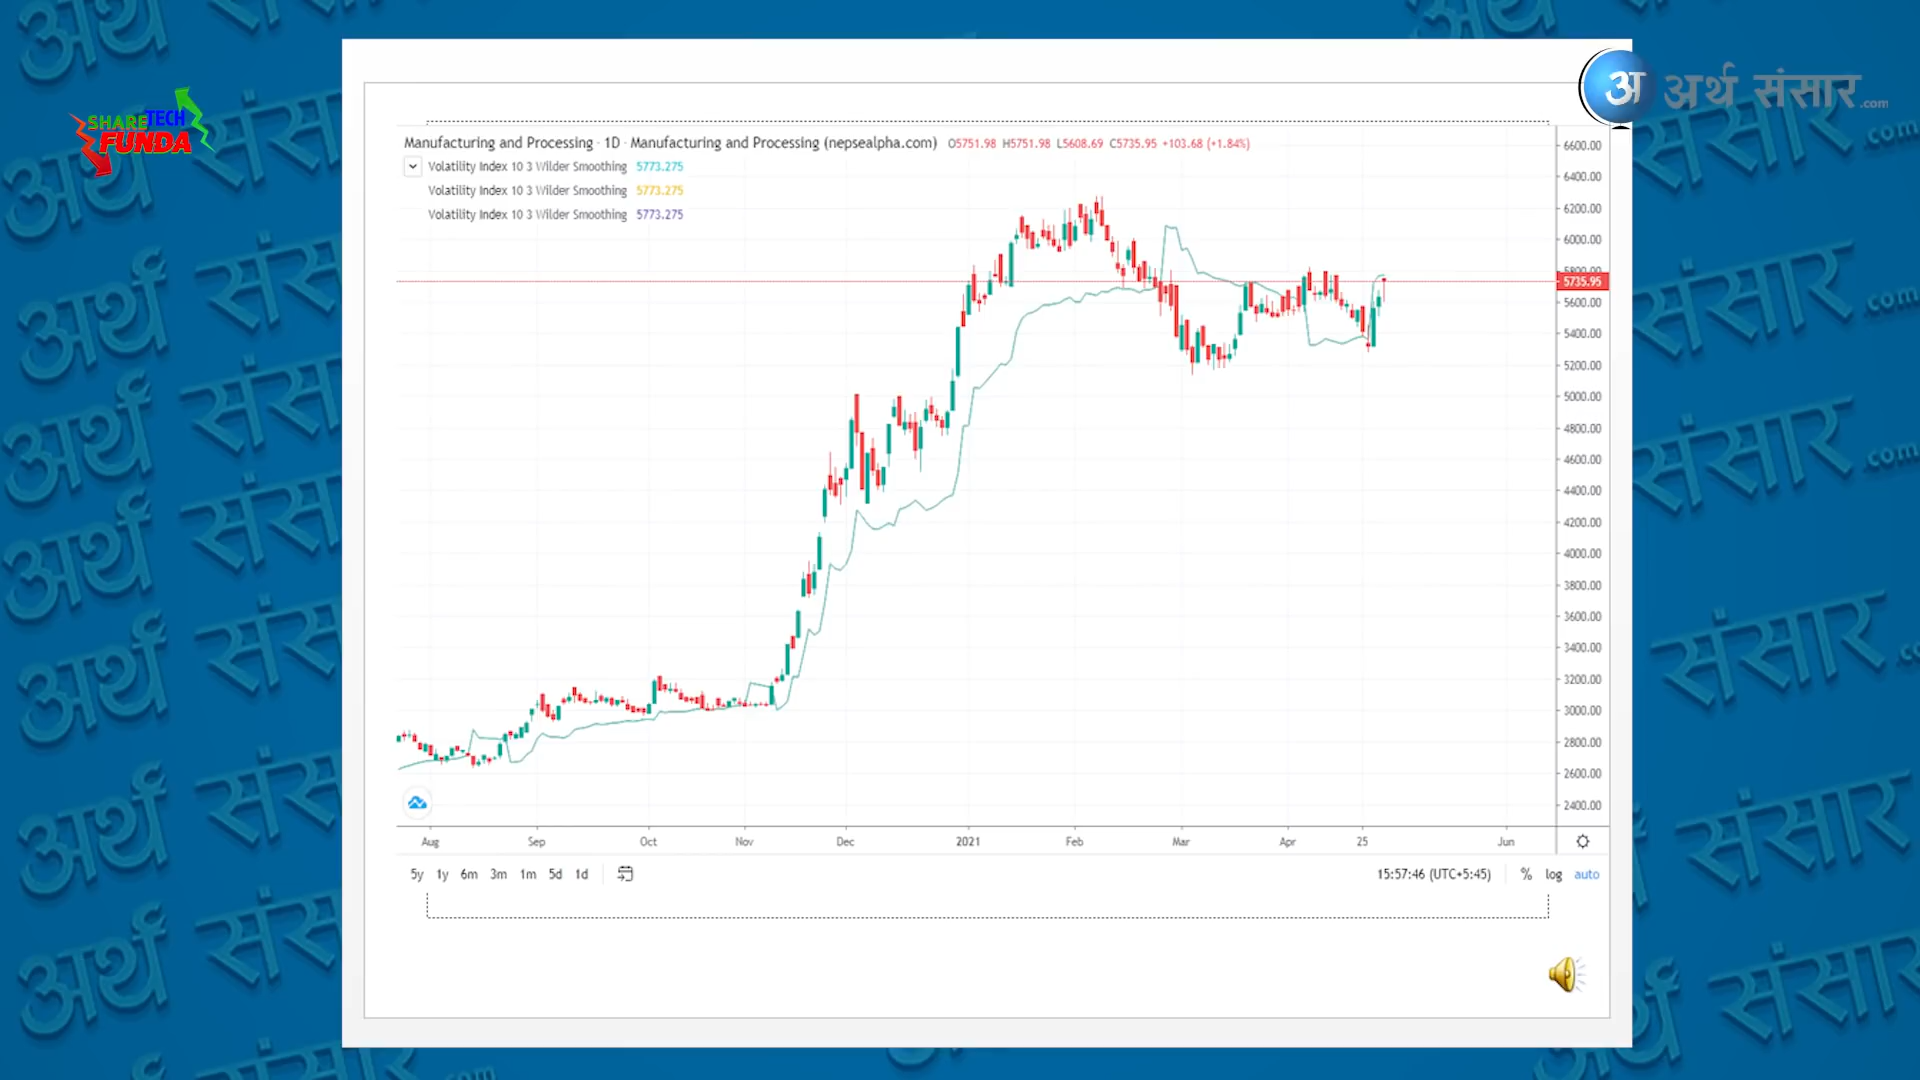 SHARETECH
FUNDA
अ अर्थ संसार.com
Manufacturing and Processing · 1D · Manufacturing and Processing (nepsealpha.com) O5751.98 H5751.98 L5608.69 C5735.95 +103.68 (+1.84%)
Volatility Index 10 3 Wilder Smoothing 5773.275
Volatility Index 10 3 Wilder Smoothing 5773.275
Volatility Index 10 3 Wilder Smoothing 5773.275
6600.00
6400.00
6200.00
6000.00
5800.00
5735.95
5600.00
5400.00
5200.00
5000.00
4800.00
4600.00
4400.00
4200.00
4000.00
3800.00
3600.00
3400.00
3200.00
3000.00
2800.00
2600.00
2400.00
Aug Sep Oct Nov Dec 2021 Feb Mar Apr 25 Jun
5y 1y 6m 3m 1m 5d 1d 15:57:46 (UTC+5:45) % log auto